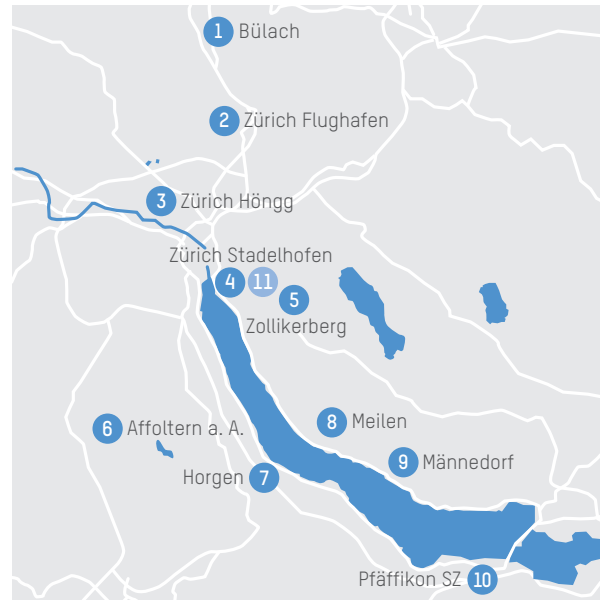 1 Bülach
2 Zürich Flughafen
3 Zürich Höngg
Zürich Stadelhofen
4 11
5
Zollikerberg
6 Affoltern a. A.
8 Meilen
9 Männedorf
Horgen 7
Pfäffikon SZ 10